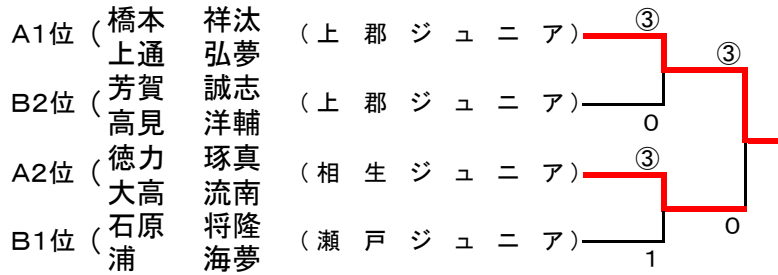 橋本 祥汰
A1位 ( (上郡ジュニア) ③
上通 弘夢
③
芳賀 誠志
B2位 ( (上郡ジュニア)
高見 洋輔 0
徳力 琢真 ③
A2位 ( (相生ジュニア)
大高 流南
0
石原 将隆
B1位 ( (瀬戸ジュニア)
浦 海夢 1